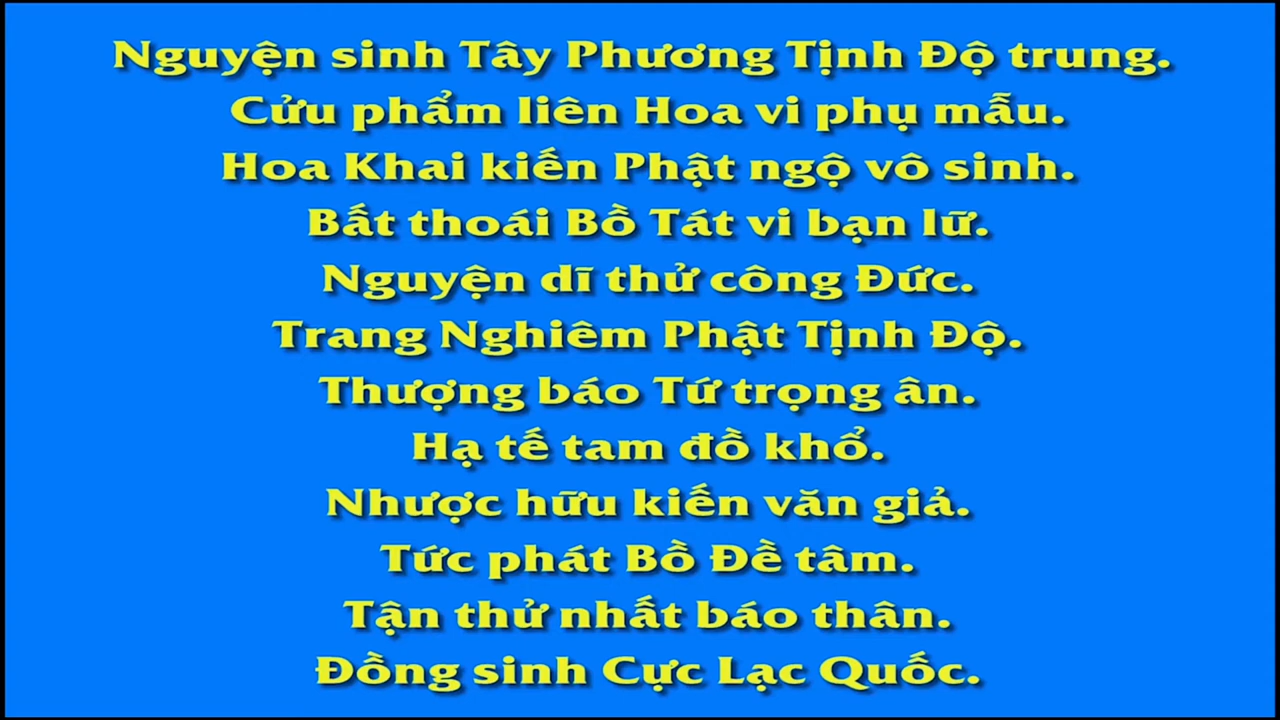 Nguyện sinh Tây Phương Tịnh Độ trung.
Cửu phẩm liên Hoa vi phụ mẫu.
Hoa Khai kiến Phật ngộ vô sinh.
Bất thoái Bồ Tát vi bạn lữ.
Nguyện dĩ thử công Đức.
Trang Nghiêm Phật Tịnh Độ.
Thượng báo Tứ trọng ân.
Hạ tế tam đồ khổ.
Nhược hữu kiến văn giả.
Tức phát Bồ Đề tâm.
Tận thử nhất báo thân.
Đồng sinh Cực Lạc Quốc.